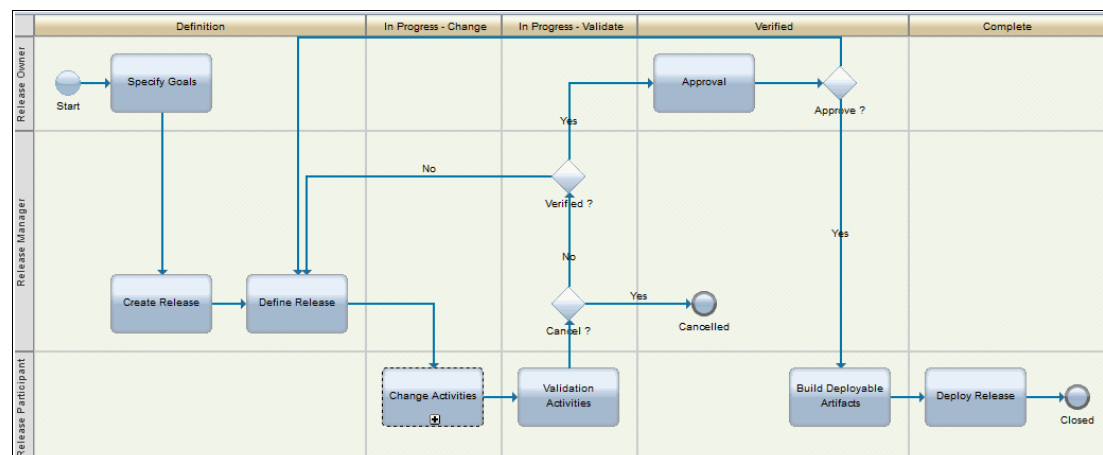 Definition
In Progress - Change
In Progress - Validate
Verified
Complete
Release Owner
Start
Specify Goals
Approval
Approve ?
Yes
Release Manager
No
Verified ?
Yes
Create Release
Define Release
No
Cancel ?
Yes
Cancelled
Release Participant
Change Activities
Validation
Activities
Build Deployable
Artifacts
Deploy Release
Closed